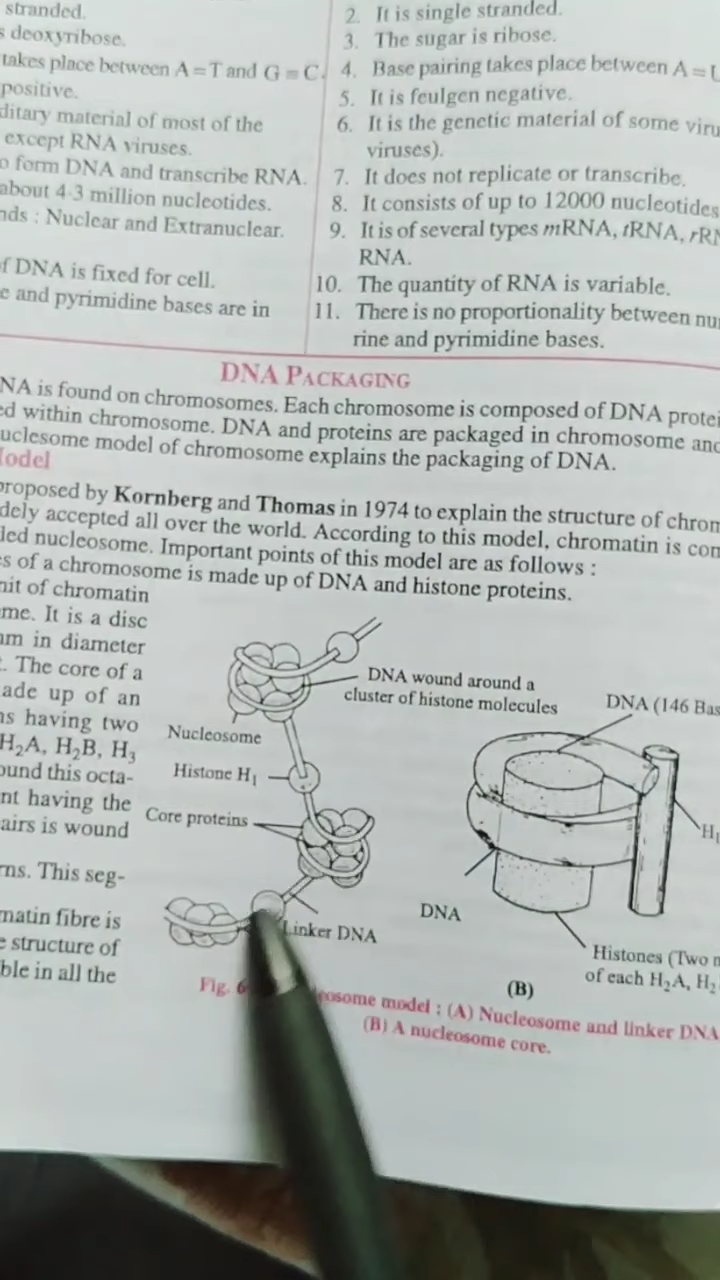 stranded.
deoxyribose.
takes place between A=T and G≡C.
positive.
ditary material of most of the
except RNA viruses.
form DNA and transcribe RNA.
about 4·3 million nucleotides.
nds : Nuclear and Extranuclear.
f DNA is fixed for cell.
e and pyrimidine bases are in
2. It is single stranded.
3. The sugar is ribose.
4. Base pairing takes place between A=U
5. It is feulgen negative.
6. It is the genetic material of some viru
viruses).
7. It does not replicate or transcribe.
8. It consists of up to 12000 nucleotides
9. It is of several types mRNA, tRNA, rRN
RNA.
10. The quantity of RNA is variable.
11. There is no proportionality between nu
rine and pyrimidine bases.
DNA PACKAGING
NA is found on chromosomes. Each chromosome is composed of DNA protei
ed within chromosome. DNA and proteins are packaged in chromosome and
uclesome model of chromosome explains the packaging of DNA.
Model
proposed by Kornberg and Thomas in 1974 to explain the structure of chrom
dely accepted all over the world. According to this model, chromatin is con
led nucleosome. Important points of this model are as follows :
s of a chromosome is made up of DNA and histone proteins.
nit of chromatin
me. It is a disc
nm in diameter
. The core of a
ade up of an
ns having two
H₂A, H₂B, H₃
ound this octa-
nt having the
airs is wound
rns. This seg-
matin fibre is
e structure of
ble in all the
DNA wound around a
cluster of histone molecules
Nucleosome
Histone H₁
Core proteins
Linker DNA
DNA (146 Bas
H₁
DNA
Histones (Two m
of each H₂A, H₂
(B)
Fig. 6 eosome model : (A) Nucleosome and linker DNA
(B) A nucleosome core.